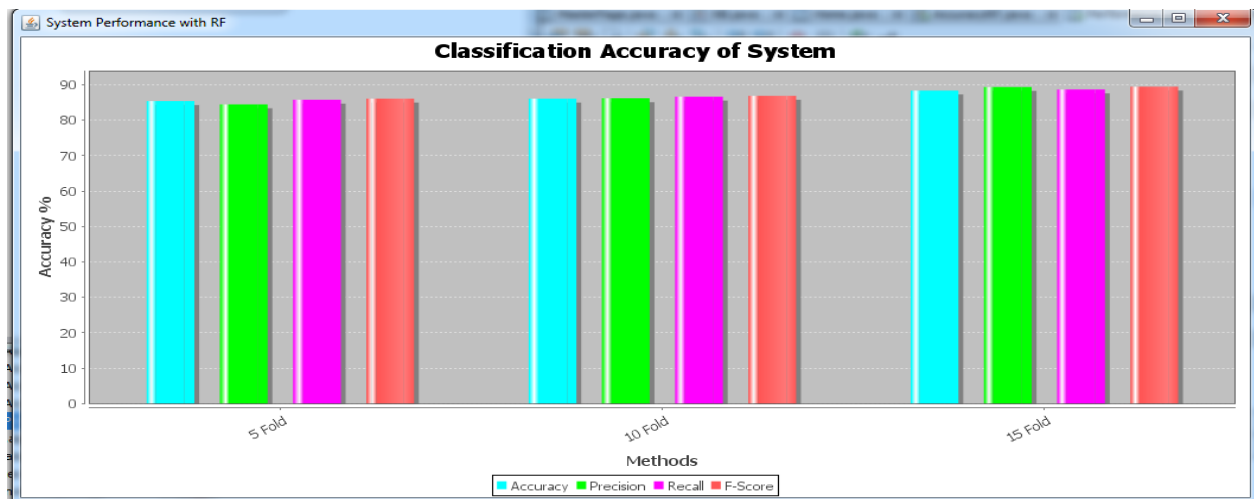 System Performance with RF
Classification Accuracy of System
Accuracy %
90
80
70
60
50
40
30
20
10
0
5 Fold
10 Fold
15 Fold
Methods
Accuracy Precision Recall F-Score